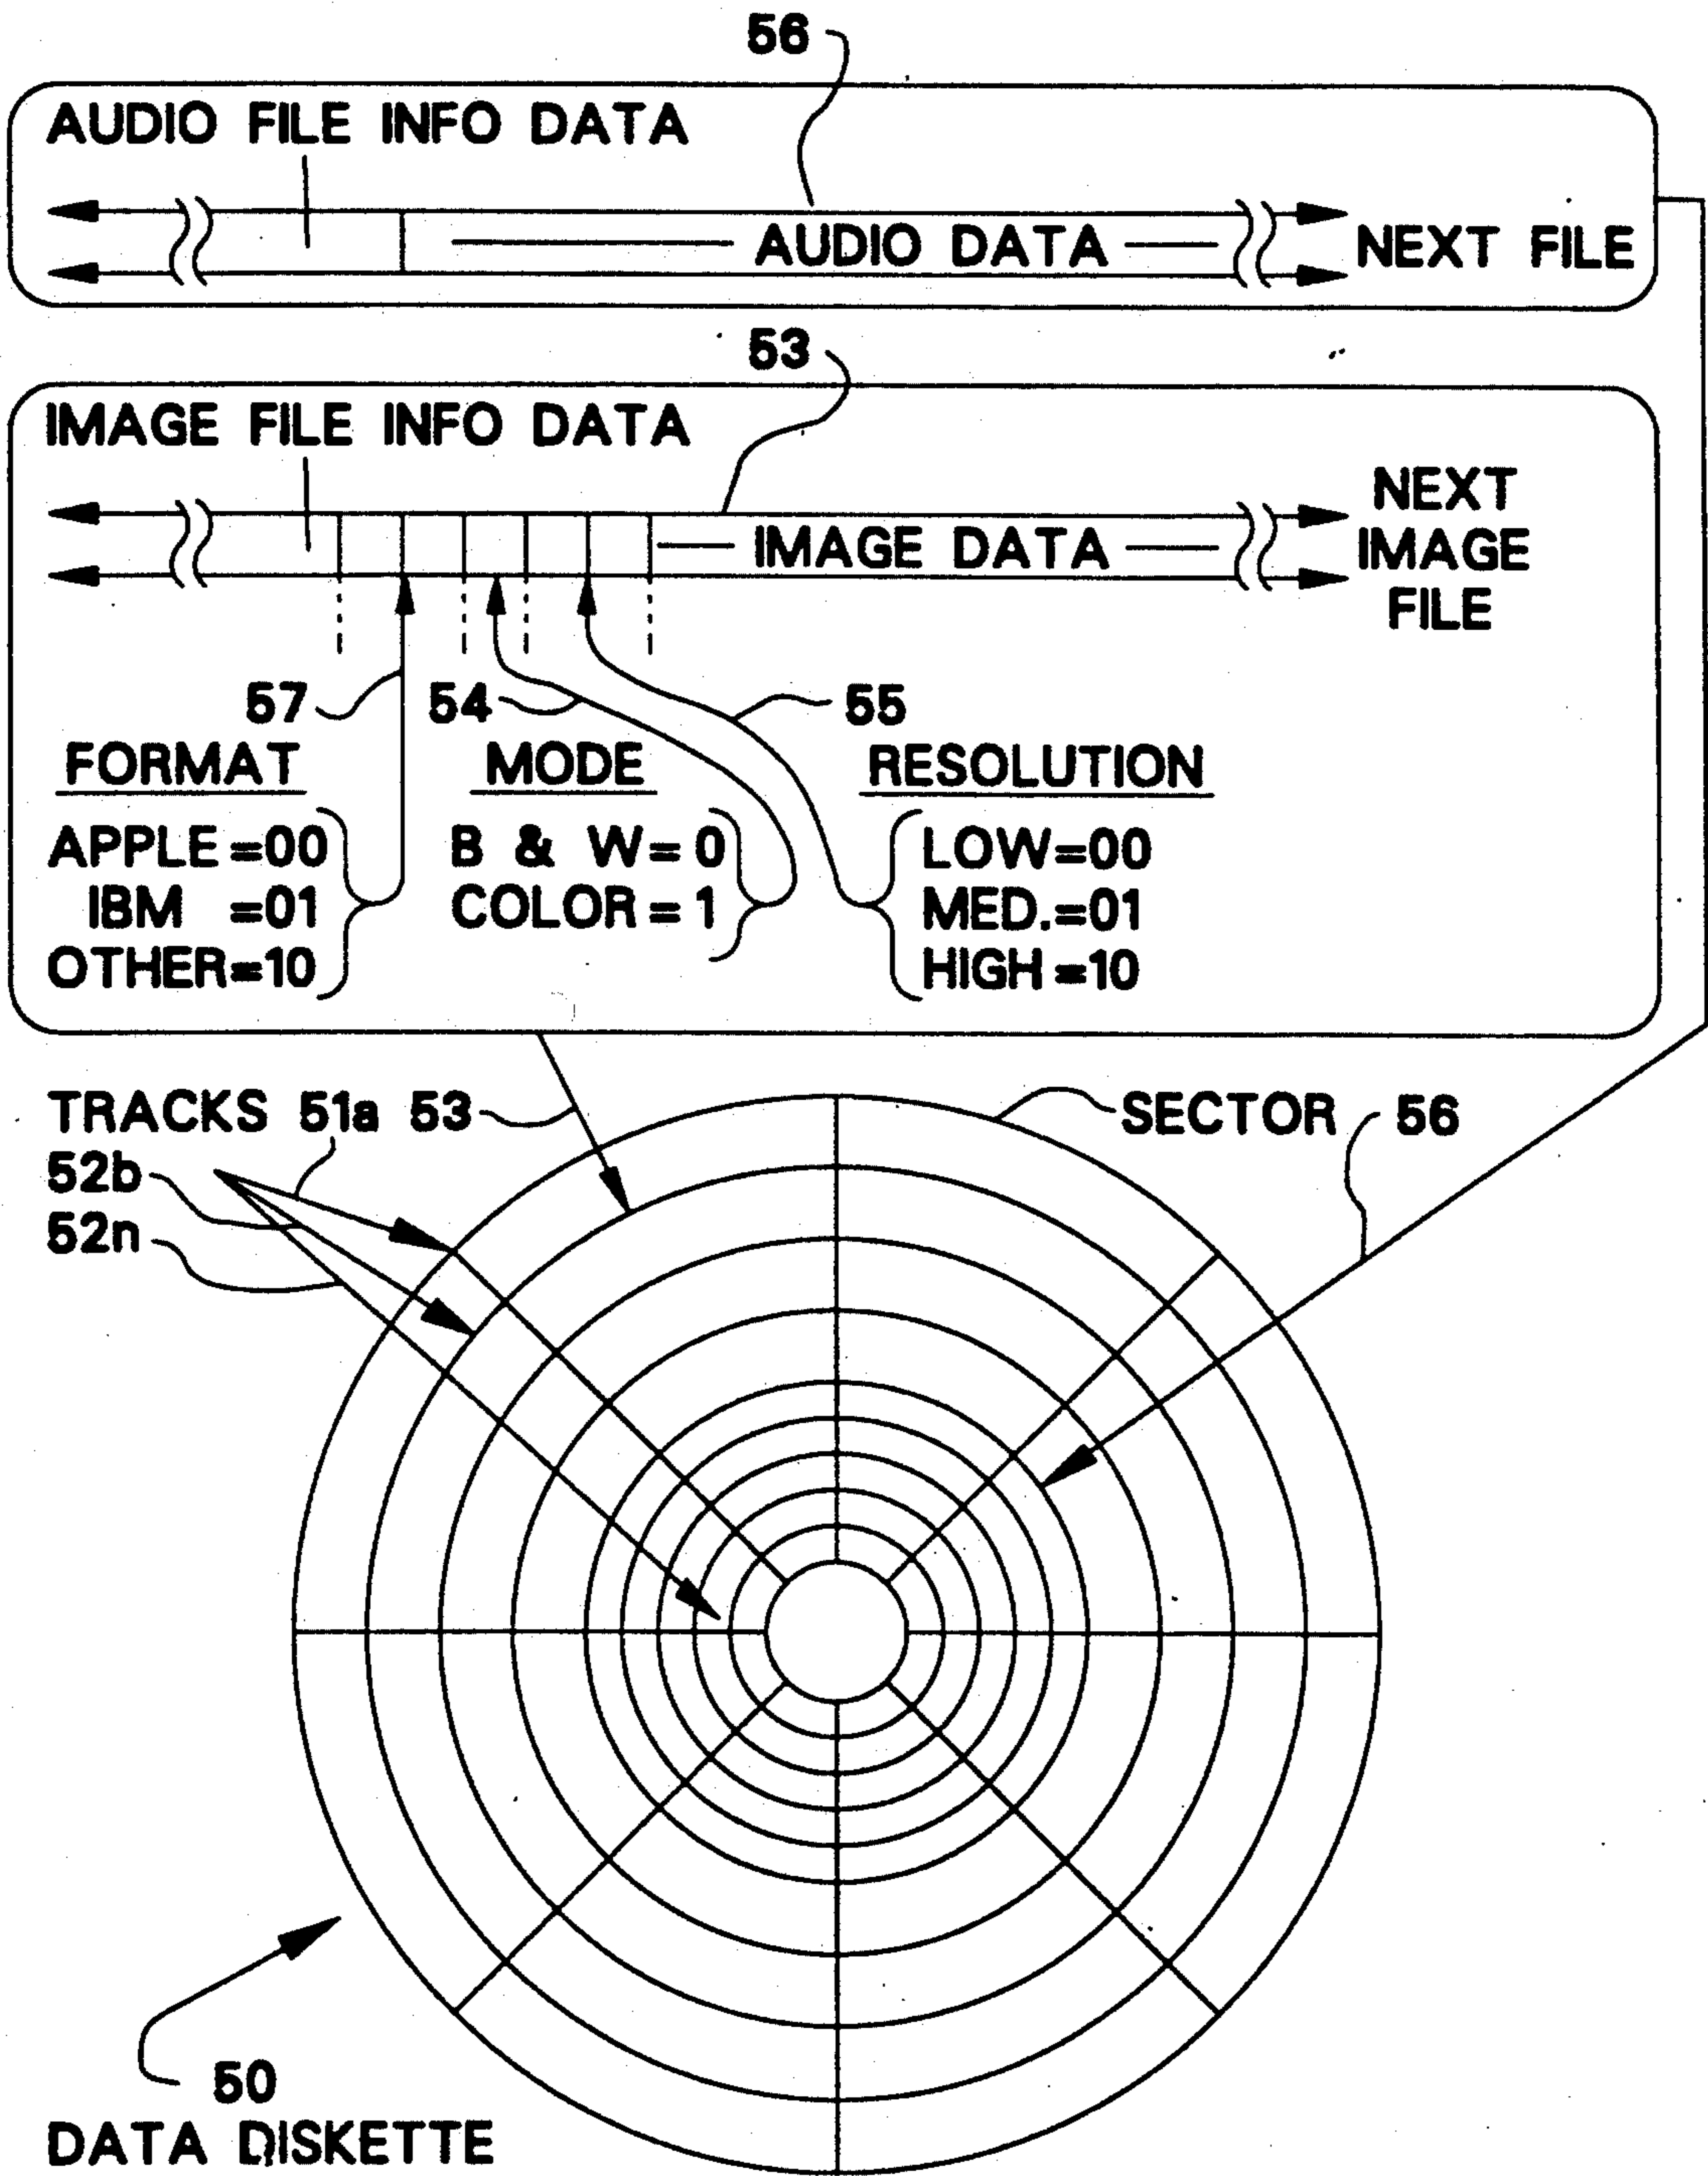 56
AUDIO FILE INFO DATA
AUDIO DATA
NEXT FILE
53
IMAGE FILE INFO DATA
IMAGE DATA
NEXT
IMAGE
FILE
57
54
55
FORMAT
APPLE =00
IBM =01
OTHER=10
MODE
B & W= 0
COLOR = 1
RESOLUTION
LOW=00
MED.=01
HIGH =10
TRACKS 51a 53
52b
52n
SECTOR 56
50
DATA DISKETTE